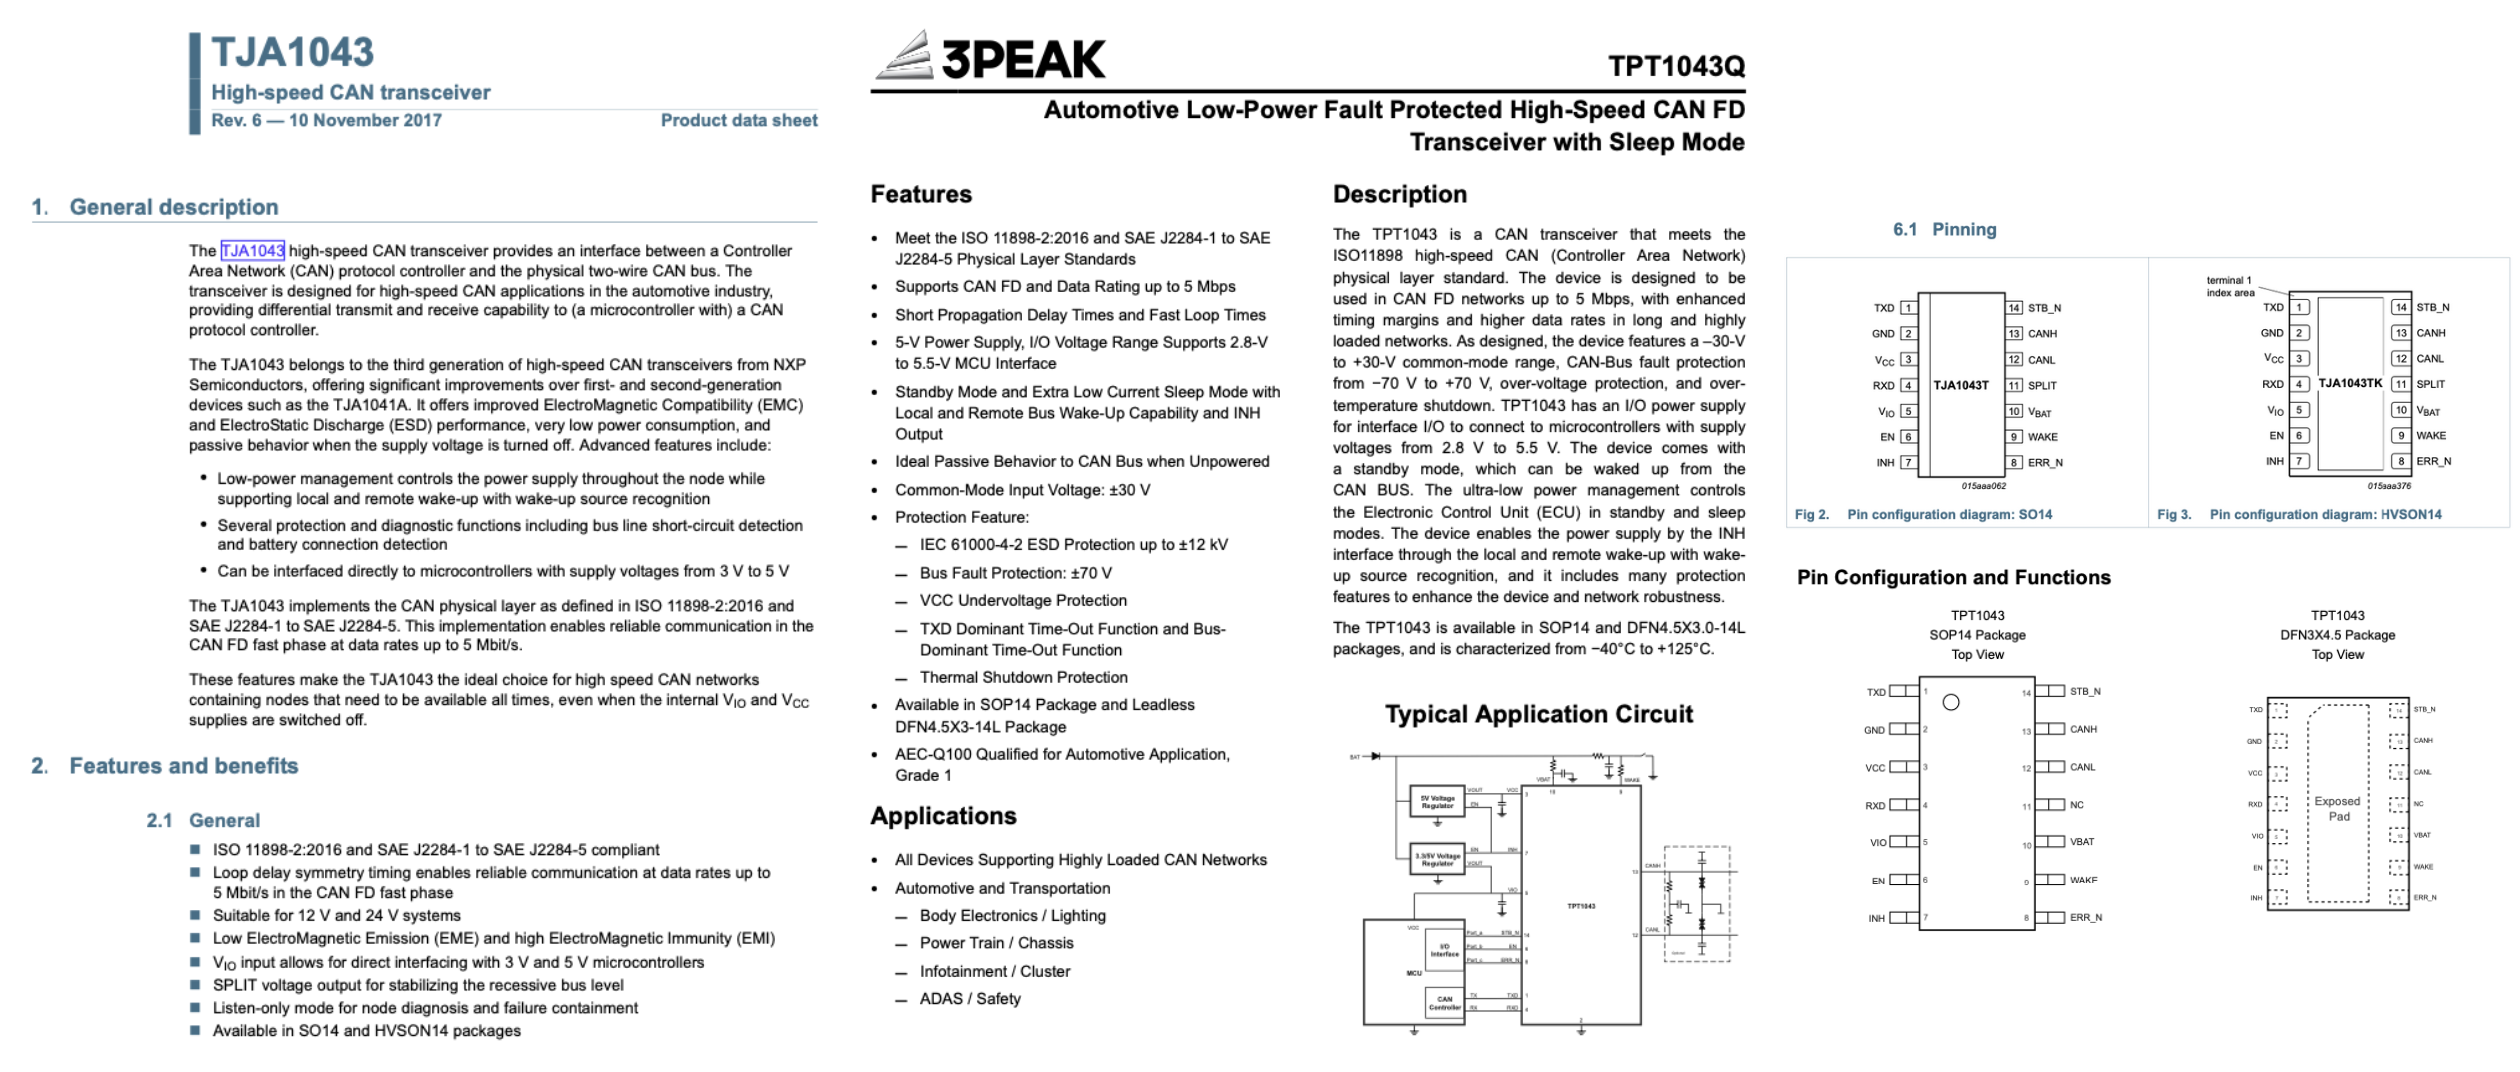 TJA1043
High-speed CAN transceiver
Rev. 6 — 10 November 2017 Product data sheet
1. General description
The TJA1043 high-speed CAN transceiver provides an interface between a Controller
Area Network (CAN) protocol controller and the physical two-wire CAN bus. The
transceiver is designed for high-speed CAN applications in the automotive industry,
providing differential transmit and receive capability to (a microcontroller with) a CAN
protocol controller.
The TJA1043 belongs to the third generation of high-speed CAN transceivers from NXP
Semiconductors, offering significant improvements over first- and second-generation
devices such as the TJA1041A. It offers improved ElectroMagnetic Compatibility (EMC)
and ElectroStatic Discharge (ESD) performance, very low power consumption, and
passive behavior when the supply voltage is turned off. Advanced features include:
• Low-power management controls the power supply throughout the node while
supporting local and remote wake-up with wake-up source recognition
• Several protection and diagnostic functions including bus line short-circuit detection
and battery connection detection
• Can be interfaced directly to microcontrollers with supply voltages from 3 V to 5 V
The TJA1043 implements the CAN physical layer as defined in ISO 11898-2:2016 and
SAE J2284-1 to SAE J2284-5. This implementation enables reliable communication in the
CAN FD fast phase at data rates up to 5 Mbit/s.
These features make the TJA1043 the ideal choice for high speed CAN networks
containing nodes that need to be available all times, even when the internal VIO and VCC
supplies are switched off.
2. Features and benefits
2.1 General
■ ISO 11898-2:2016 and SAE J2284-1 to SAE J2284-5 compliant
■ Loop delay symmetry timing enables reliable communication at data rates up to
5 Mbit/s in the CAN FD fast phase
■ Suitable for 12 V and 24 V systems
■ Low ElectroMagnetic Emission (EME) and high ElectroMagnetic Immunity (EMI)
■ VIO input allows for direct interfacing with 3 V and 5 V microcontrollers
■ SPLIT voltage output for stabilizing the recessive bus level
■ Listen-only mode for node diagnosis and failure containment
■ Available in SO14 and HVSON14 packages
3PEAK
TPT1043Q
Automotive Low-Power Fault Protected High-Speed CAN FD
Transceiver with Sleep Mode
Features
• Meet the ISO 11898-2:2016 and SAE J2284-1 to SAE
J2284-5 Physical Layer Standards
• Supports CAN FD and Data Rating up to 5 Mbps
• Short Propagation Delay Times and Fast Loop Times
• 5-V Power Supply, I/O Voltage Range Supports 2.8-V
to 5.5-V MCU Interface
• Standby Mode and Extra Low Current Sleep Mode with
Local and Remote Bus Wake-Up Capability and INH
Output
• Ideal Passive Behavior to CAN Bus when Unpowered
• Common-Mode Input Voltage: ±30 V
• Protection Feature:
— IEC 61000-4-2 ESD Protection up to ±12 kV
— Bus Fault Protection: ±70 V
— VCC Undervoltage Protection
— TXD Dominant Time-Out Function and Bus-
Dominant Time-Out Function
— Thermal Shutdown Protection
• Available in SOP14 Package and Leadless
DFN4.5X3-14L Package
• AEC-Q100 Qualified for Automotive Application,
Grade 1
Applications
• All Devices Supporting Highly Loaded CAN Networks
• Automotive and Transportation
— Body Electronics / Lighting
— Power Train / Chassis
— Infotainment / Cluster
— ADAS / Safety
Description
The TPT1043 is a CAN transceiver that meets the
ISO11898 high-speed CAN (Controller Area Network)
physical layer standard. The device is designed to be
used in CAN FD networks up to 5 Mbps, with enhanced
timing margins and higher data rates in long and highly
loaded networks. As designed, the device features a –30-V
to +30-V common-mode range, CAN-Bus fault protection
from −70 V to +70 V, over-voltage protection, and over-
temperature shutdown. TPT1043 has an I/O power supply
for interface I/O to connect to microcontrollers with supply
voltages from 2.8 V to 5.5 V. The device comes with
a standby mode, which can be waked up from the
CAN BUS. The ultra-low power management controls
the Electronic Control Unit (ECU) in standby and sleep
modes. The device enables the power supply by the INH
interface through the local and remote wake-up with wake-
up source recognition, and it includes many protection
features to enhance the device and network robustness.
The TPT1043 is available in SOP14 and DFN4.5X3.0-14L
packages, and is characterized from −40°C to +125°C.
Typical Application Circuit
BAT
VBAT WAKE
10 9
5V Voltage
Regulator
VOUT VCC 3
EN
3.3/5V Voltage
Regulator
EN INH 7
VOUT
VIO 5
TPT1043
CANH
13
CANL
12
VCC
MCU
I/O
Interface
Port_a STB_N 14
Port_b EN 6
Port_c ERR_N 8
CAN
Controller
TX TXD 1
RX RXD 4
2
6.1 Pinning
TXD 1 14 STB_N
GND 2 13 CANH
VCC 3 12 CANL
RXD 4 TJA1043T 11 SPLIT
VIO 5 10 VBAT
EN 6 9 WAKE
INH 7 8 ERR_N
015aaa062
Fig 2. Pin configuration diagram: SO14
terminal 1
index area
TXD 1 14 STB_N
GND 2 13 CANH
VCC 3 12 CANL
RXD 4 TJA1043TK 11 SPLIT
VIO 5 10 VBAT
EN 6 9 WAKE
INH 7 8 ERR_N
015aaa376
Fig 3. Pin configuration diagram: HVSON14
Pin Configuration and Functions
TPT1043
SOP14 Package
Top View
TXD 1 14 STB_N
GND 2 13 CANH
VCC 3 12 CANL
RXD 4 11 NC
VIO 5 10 VBAT
EN 6 9 WAKE
INH 7 8 ERR_N
TPT1043
DFN3X4.5 Package
Top View
TXD STB_N
GND CANH
VCC CANL
RXD NC
Exposed
Pad
VIO VBAT
EN WAKE
INH ERR_N